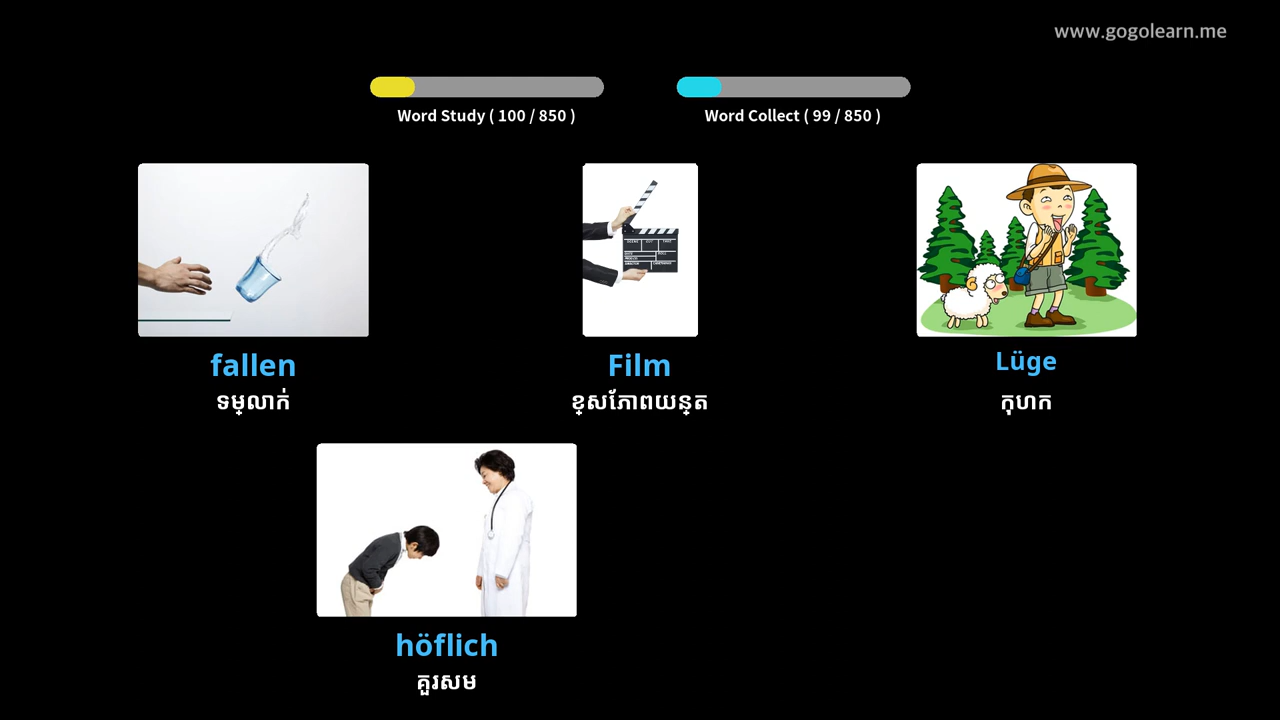 www.gogolearn.me
Word Study ( 100 / 850 )
Word Collect ( 99 / 850 )
fallen
ទម្លាក់
Film
ខ្សែភាពយន្ត
Lüge
កុហក
höflich
គួរសម